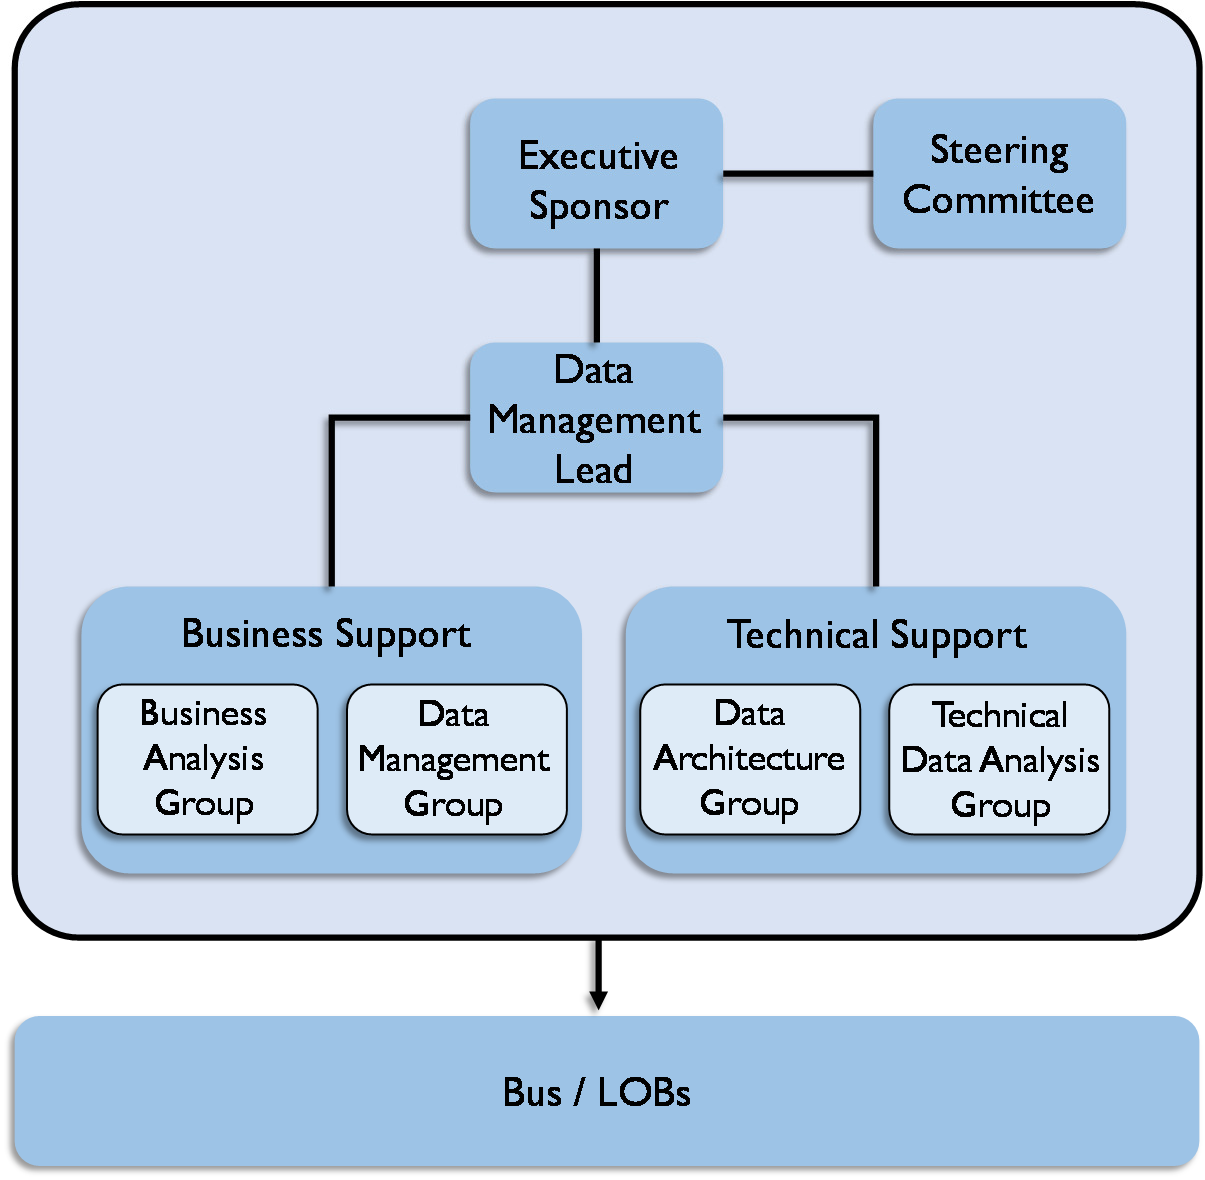 Executive
Sponsor
Steering
Committee
Data
Management
Lead
Business Support
Business
Analysis
Group
Data
Management
Group
Technical Support
Data
Architecture
Group
Technical
Data Analysis
Group
Bus / LOBs